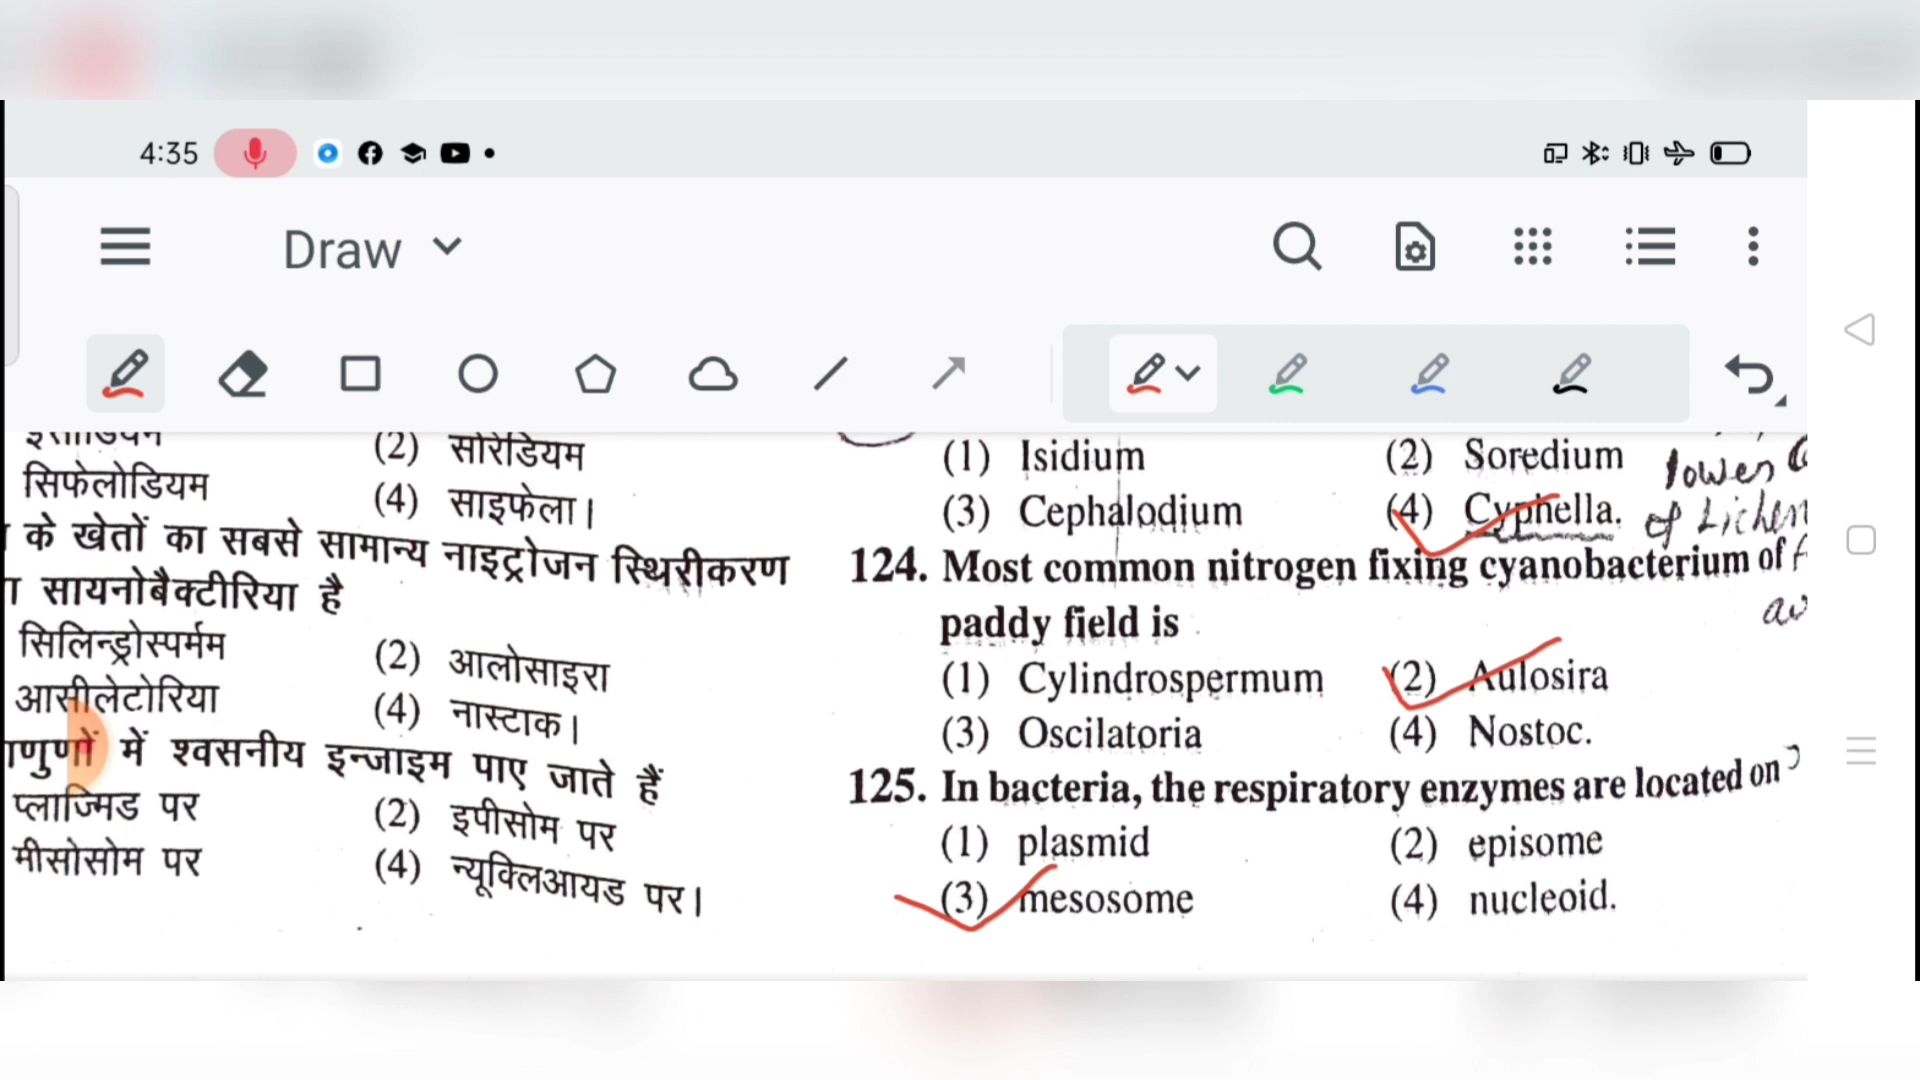 4:35
Draw
(2) सोरेडियम
सिफेलोडियम (4) साइफेला।
के खेतों का सबसे सामान्य नाइट्रोजन स्थिरीकरण
सायनोबैक्टीरिया है
सिलिन्ड्रोस्पर्मम (2) आलोसाइरा
आसीलेटोरिया (4) नास्टाक।
में श्वसनीय इन्जाइम पाए जाते हैं
प्लाज्मिड पर (2) इपीसोम पर
मीसोसोम पर (4) न्यूक्लिआयड पर।
(1) Isidium (2) Soredium
lower
(3) Cephalodium (4) Cyphella.
of Lichen
124. Most common nitrogen fixing cyanobacterium of
paddy field is
(1) Cylindrospermum (2) Aulosira
(3) Oscilatoria (4) Nostoc.
125. In bacteria, the respiratory enzymes are located on
(1) plasmid (2) episome
(3) mesosome (4) nucleoid.